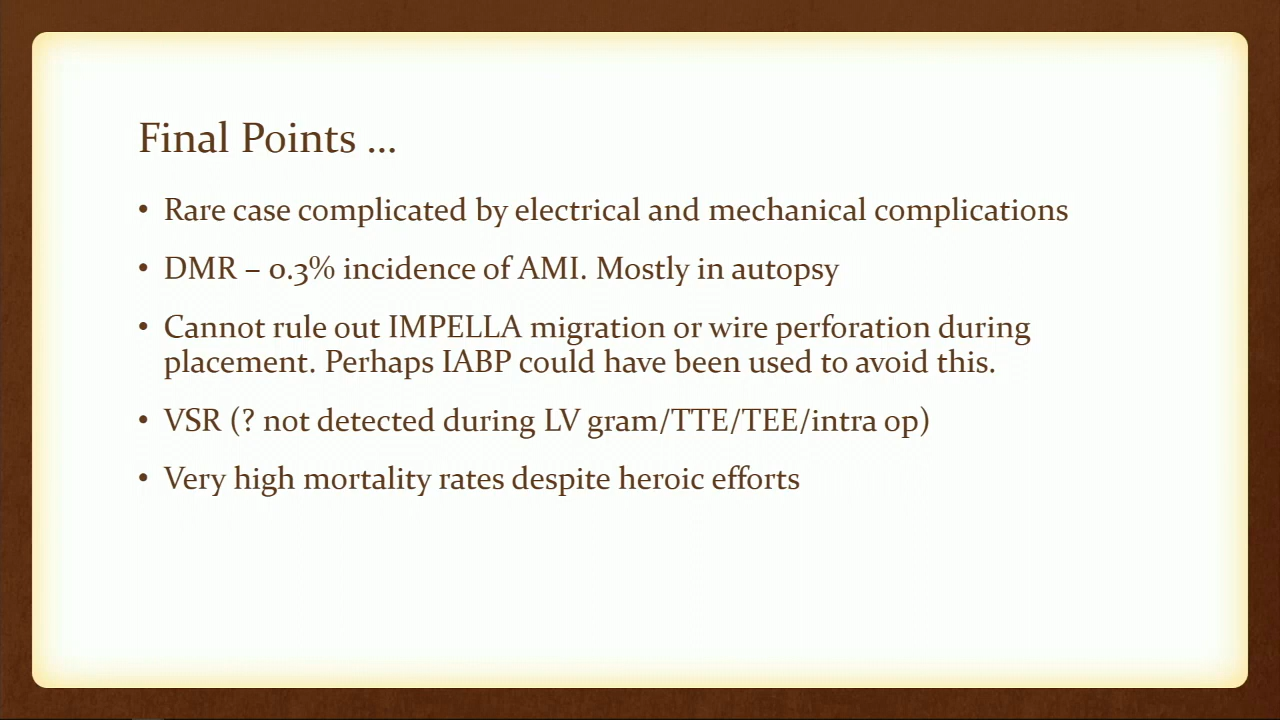 Final Points ...
• Rare case complicated by electrical and mechanical complications
• DMR – 0.3% incidence of AMI. Mostly in autopsy
• Cannot rule out IMPELLA migration or wire perforation during
placement. Perhaps IABP could have been used to avoid this.
• VSR (? not detected during LV gram/TTE/TEE/intra op)
• Very high mortality rates despite heroic efforts